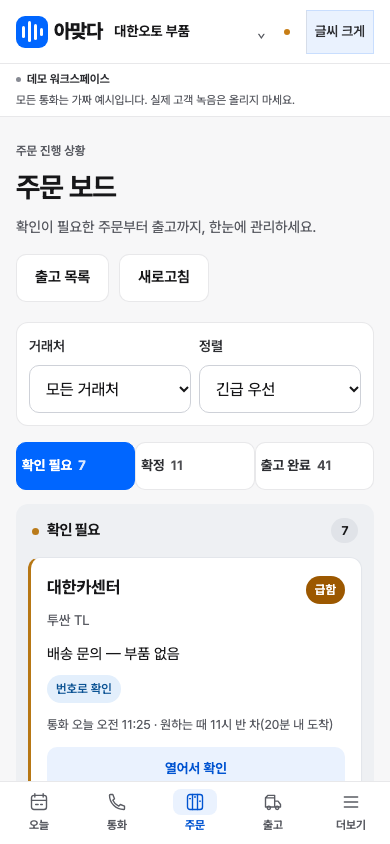 아맞다 대한오토 부품 글씨 크게
데모 워크스페이스
모든 통화는 가짜 예시입니다. 실제 고객 녹음은 올리지 마세요.
주문 진행 상황
주문 보드
확인이 필요한 주문부터 출고까지, 한눈에 관리하세요.
출고 목록 새로고침
거래처 정렬
모든 거래처 긴급 우선
확인 필요 7 확정 11 출고 완료 41
확인 필요 7
대한카센터 급함
투싼 TL
배송 문의 — 부품 없음
번호로 확인
통화 오늘 오전 11:25 · 원하는 때 11시 반 차(20분 내 도착)
열어서 확인
오늘 통화 주문 출고 더보기